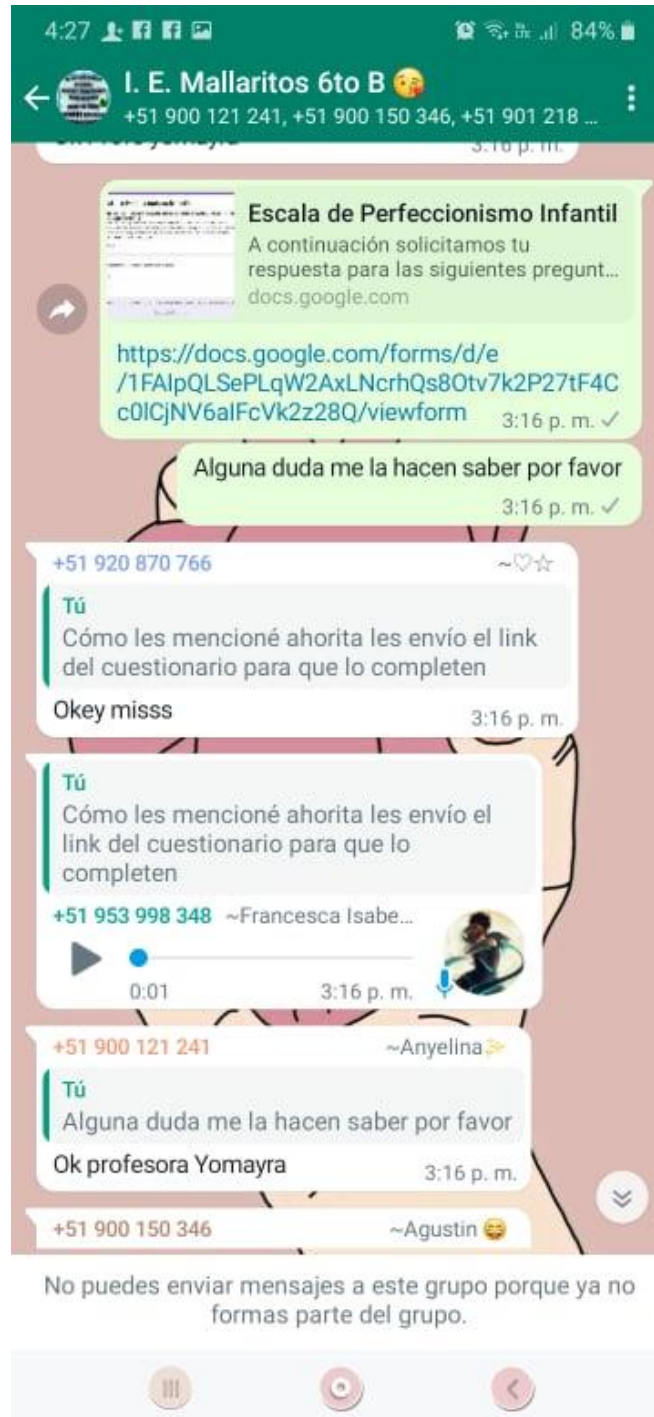 4:27 84%
I. E. Mallaritos 6to B 😘
+51 900 121 241, +51 900 150 346, +51 901 218 ...
3:16 p. m.
Escala de Perfeccionismo Infantil
A continuación solicitamos tu
respuesta para las siguientes pregunt...
docs.google.com
https://docs.google.com/forms/d/e
/1FAIpQLSePLqW2AxLNcrhQs8Otv7k2P27tF4C
c0lCjNV6aIFcVk2z28Q/viewform 3:16 p. m.
Alguna duda me la hacen saber por favor
3:16 p. m.
+51 920 870 766 ~♡☆
Tú
Cómo les mencioné ahorita les envío el link
del cuestionario para que lo completen
Okey misss 3:16 p. m.
Tú
Cómo les mencioné ahorita les envío el
link del cuestionario para que lo
completen
+51 953 998 348 ~Francesca Isabe...
0:01 3:16 p. m.
+51 900 121 241 ~Anyelina
Tú
Alguna duda me la hacen saber por favor
Ok profesora Yomayra 3:16 p. m.
+51 900 150 346 ~Agustin 😄
No puedes enviar mensajes a este grupo porque ya no
formas parte del grupo.